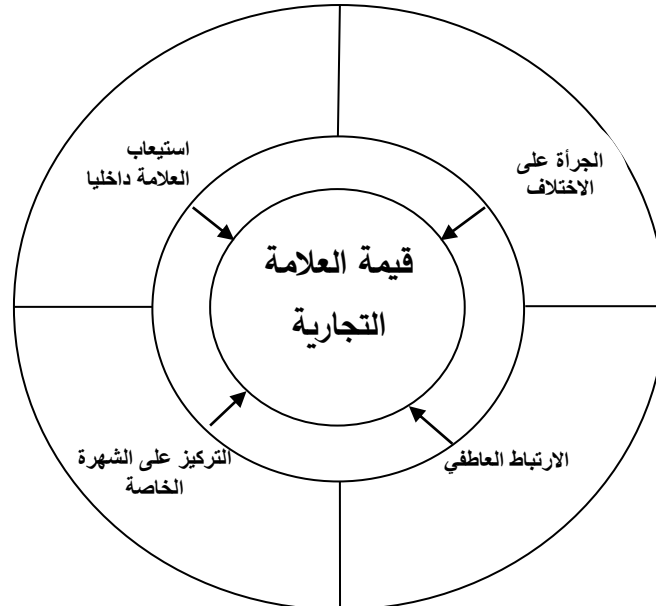 الجرأة على
الاختلاف
استيعاب
العلامة داخليا
قيمة العلامة
التجارية
الارتباط العاطفي
التركيز على الشهرة
الخاصة